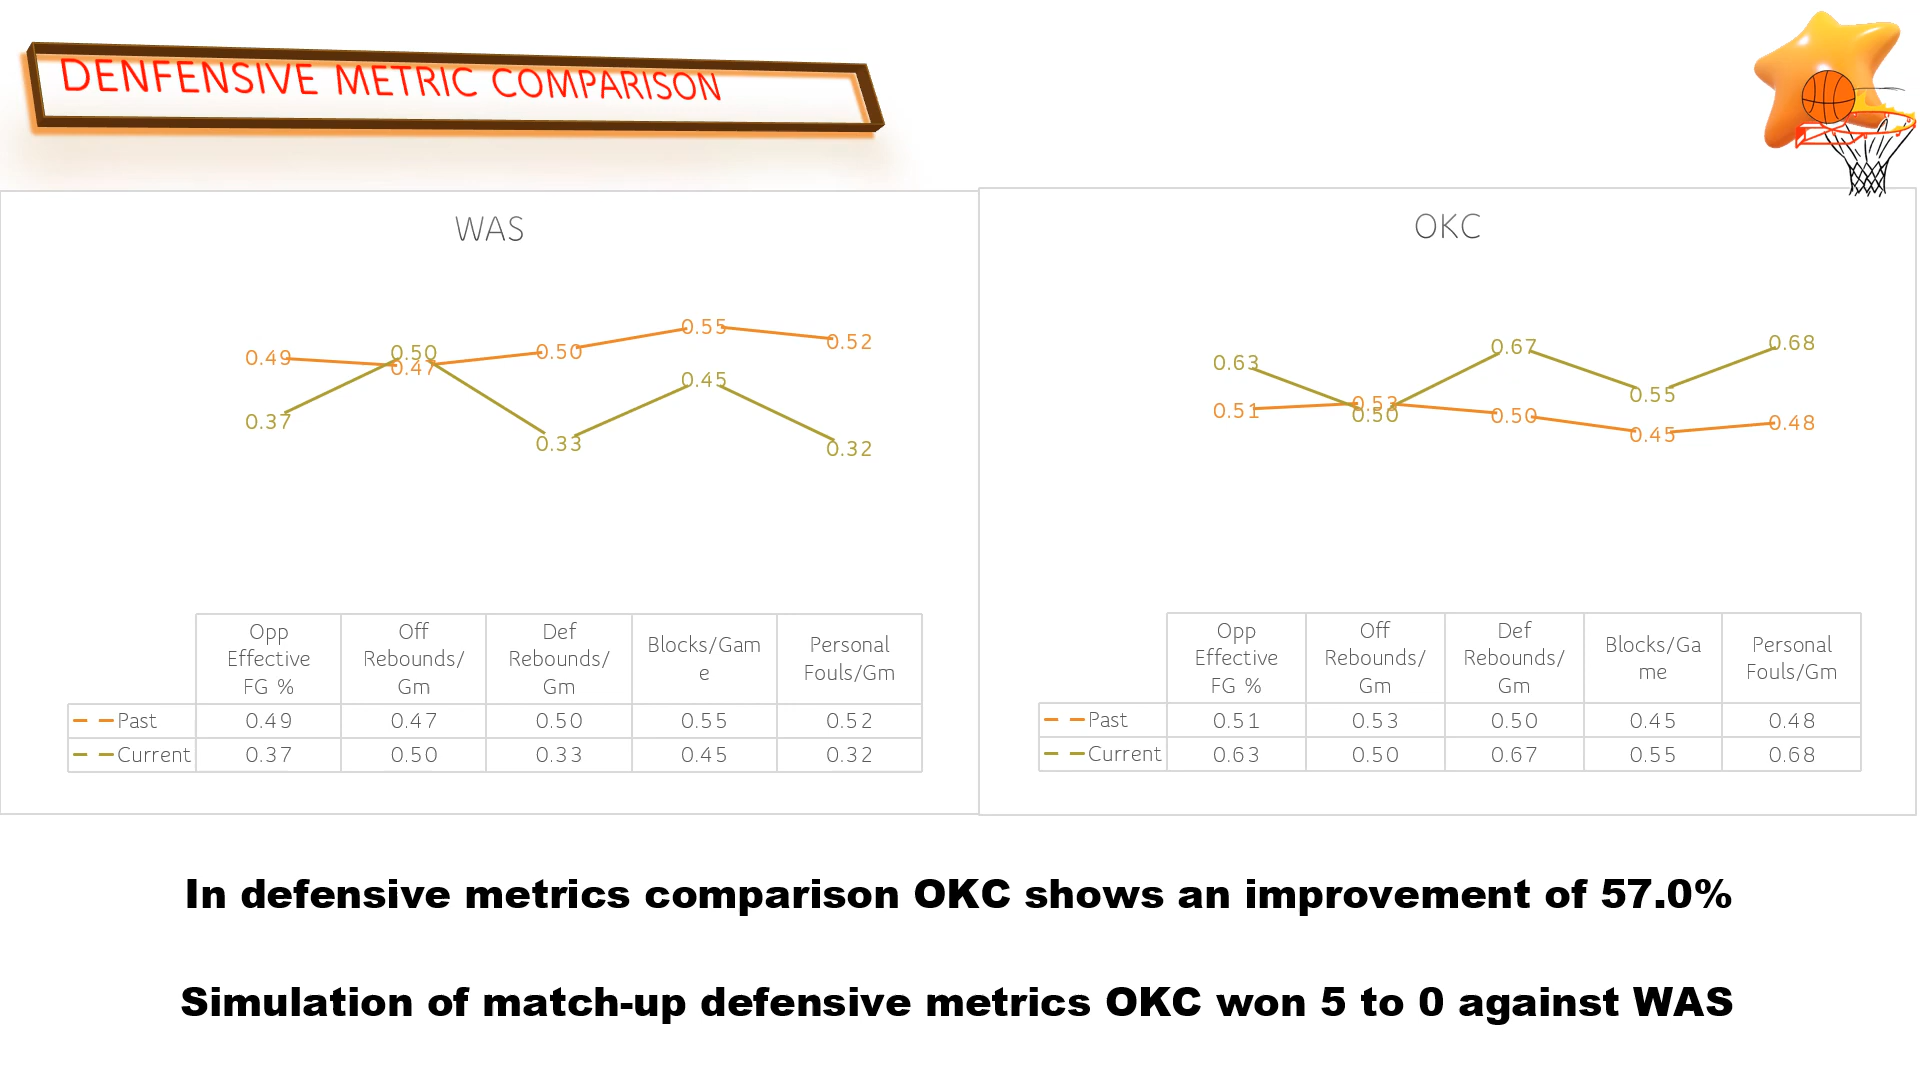 DENFENSIVE METRIC COMPARISON
WAS
0.49 0.47 0.50 0.55 0.52
0.37 0.50 0.33 0.45 0.32
Opp Effective FG % Off Rebounds/Gm Def Rebounds/Gm Blocks/Game Personal Fouls/Gm
Past 0.49 0.47 0.50 0.55 0.52
Current 0.37 0.50 0.33 0.45 0.32
OKC
0.63 0.50 0.67 0.55 0.68
0.51 0.53 0.50 0.45 0.48
Opp Effective FG % Off Rebounds/Gm Def Rebounds/Gm Blocks/Game Personal Fouls/Gm
Past 0.51 0.53 0.50 0.45 0.48
Current 0.63 0.50 0.67 0.55 0.68
In defensive metrics comparison OKC shows an improvement of 57.0%
Simulation of match-up defensive metrics OKC won 5 to 0 against WAS